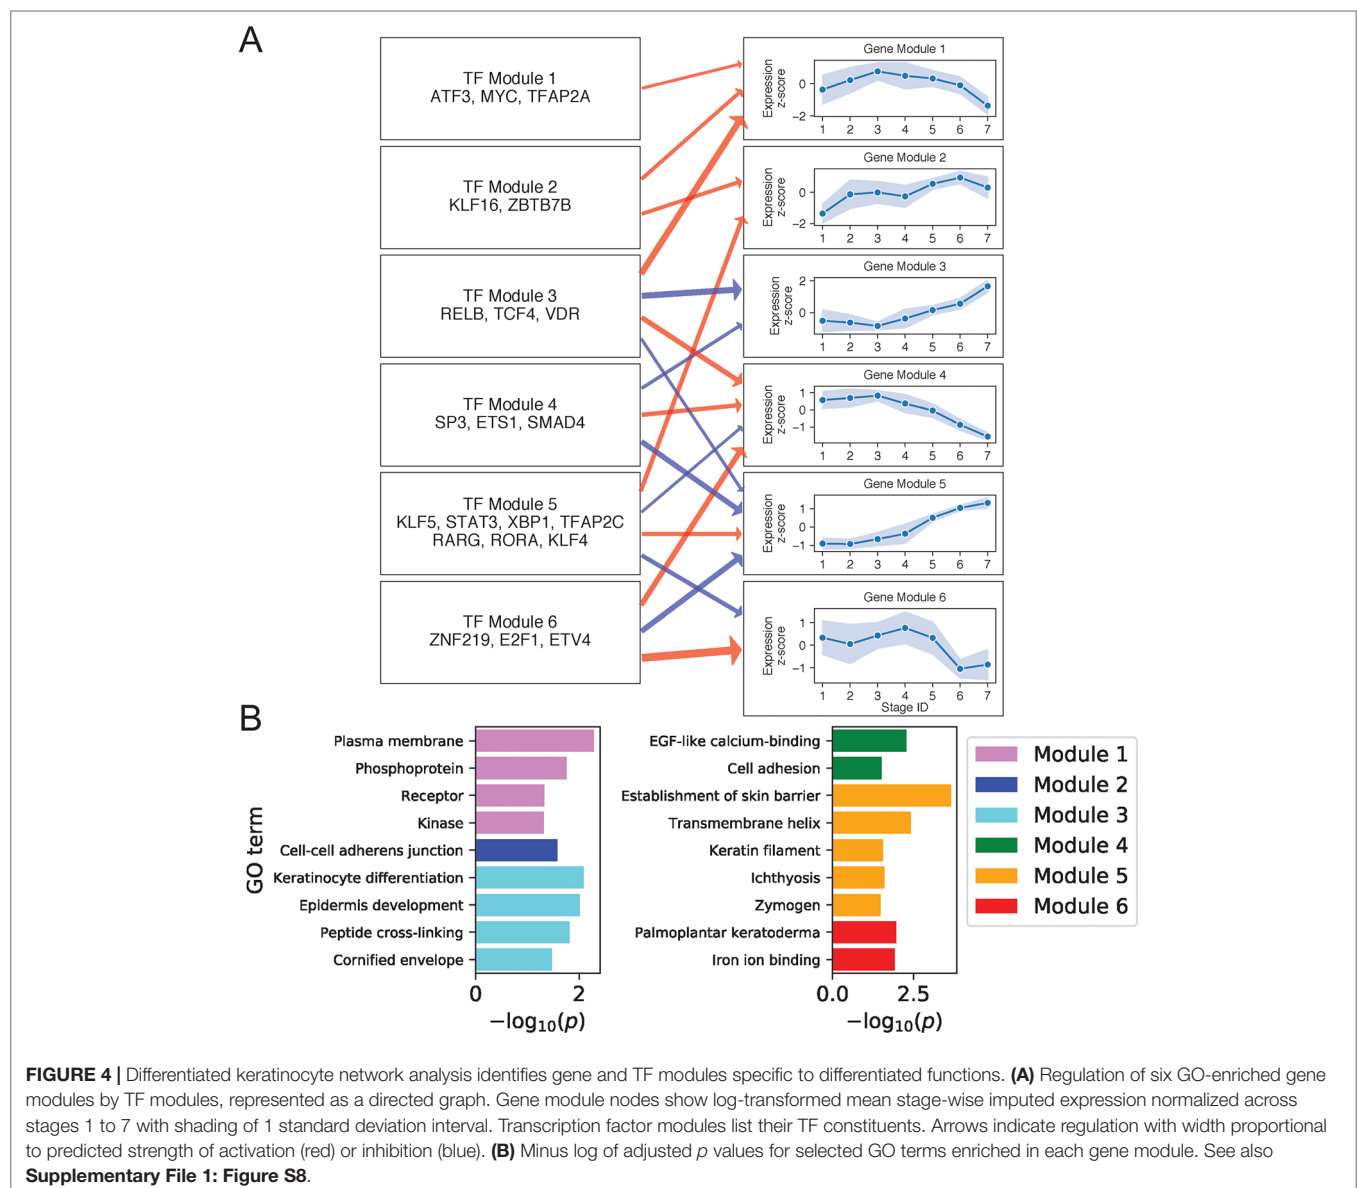 A
TF Module 1
ATF3, MYC, TFAP2A
TF Module 2
KLF16, ZBTB7B
TF Module 3
RELB, TCF4, VDR
TF Module 4
SP3, ETS1, SMAD4
TF Module 5
KLF5, STAT3, XBP1, TFAP2C
RARG, RORA, KLF4
TF Module 6
ZNF219, E2F1, ETV4
Gene Module 1
Expression
z-score
0
−2
1 2 3 4 5 6 7
Gene Module 2
Expression
z-score
0
−2
1 2 3 4 5 6 7
Gene Module 3
Expression
z-score
2
0
1 2 3 4 5 6 7
Gene Module 4
Expression
z-score
1
0
−1
1 2 3 4 5 6 7
Gene Module 5
Expression
z-score
1
0
−1
1 2 3 4 5 6 7
Gene Module 6
Expression
z-score
1
0
−1
1 2 3 4 5 6 7
Stage ID
B
GO term
Plasma membrane
Phosphoprotein
Receptor
Kinase
Cell-cell adherens junction
Keratinocyte differentiation
Epidermis development
Peptide cross-linking
Cornified envelope
0 2
−log10(p)
EGF-like calcium-binding
Cell adhesion
Establishment of skin barrier
Transmembrane helix
Keratin filament
Ichthyosis
Zymogen
Palmoplantar keratoderma
Iron ion binding
0.0 2.5
−log10(p)
Module 1
Module 2
Module 3
Module 4
Module 5
Module 6
FIGURE 4 | Differentiated keratinocyte network analysis identifies gene and TF modules specific to differentiated functions. (A) Regulation of six GO-enriched gene
modules by TF modules, represented as a directed graph. Gene module nodes show log-transformed mean stage-wise imputed expression normalized across
stages 1 to 7 with shading of 1 standard deviation interval. Transcription factor modules list their TF constituents. Arrows indicate regulation with width proportional
to predicted strength of activation (red) or inhibition (blue). (B) Minus log of adjusted p values for selected GO terms enriched in each gene module. See also
Supplementary File 1: Figure S8.